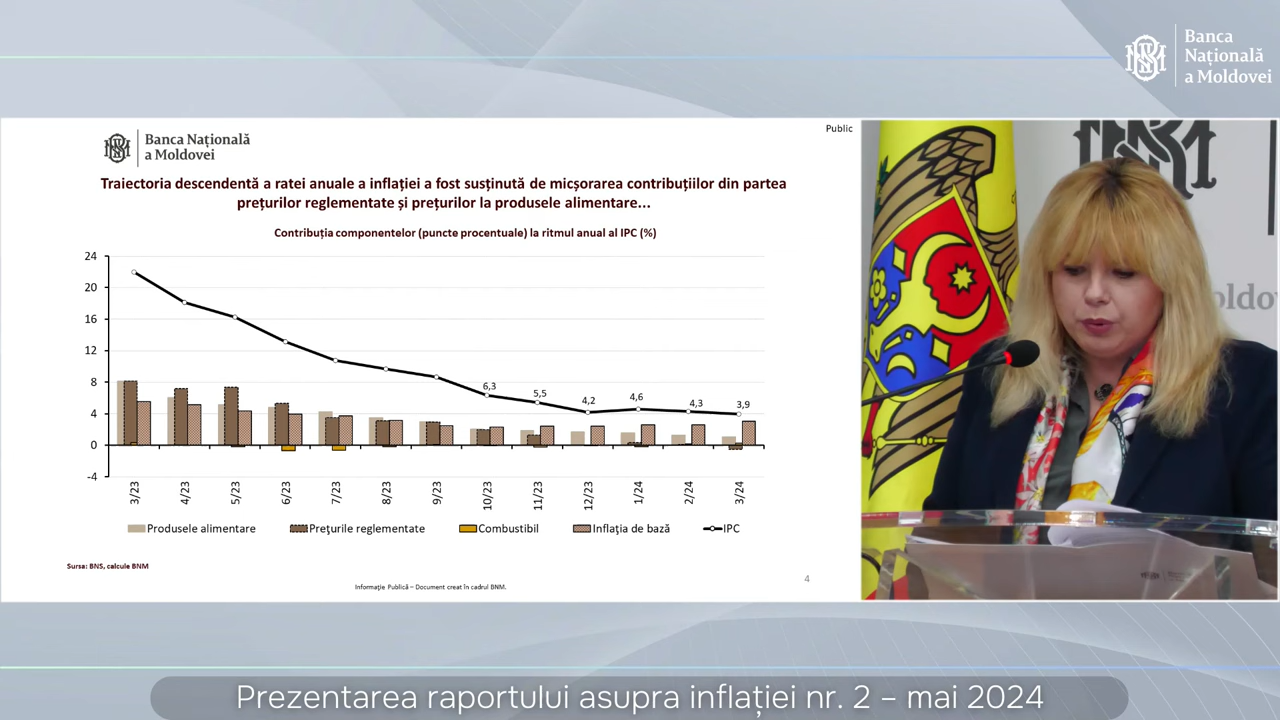 Banca
Națională
a Moldovei
Public
Banca Națională
a Moldovei
Traiectoria descendentă a ratei anuale a inflației a fost susținută de micșorarea contribuțiilor din partea
prețurilor reglementate și prețurilor la produsele alimentare...
Contribuția componentelor (puncte procentuale) la ritmul anual al IPC (%)
24
20
16
12
8
4
0
-4
6,3
5,5
4,2
4,6
4,3
3,9
3/23
4/23
5/23
6/23
7/23
8/23
9/23
10/23
11/23
12/23
1/24
2/24
3/24
Produsele alimentare
Prețurile reglementate
Combustibil
Inflația de bază
IPC
Sursa: BNS, calcule BNM
Informație Publică – Document creat în cadrul BNM.
4
Prezentarea raportului asupra inflației nr. 2 – mai 2024